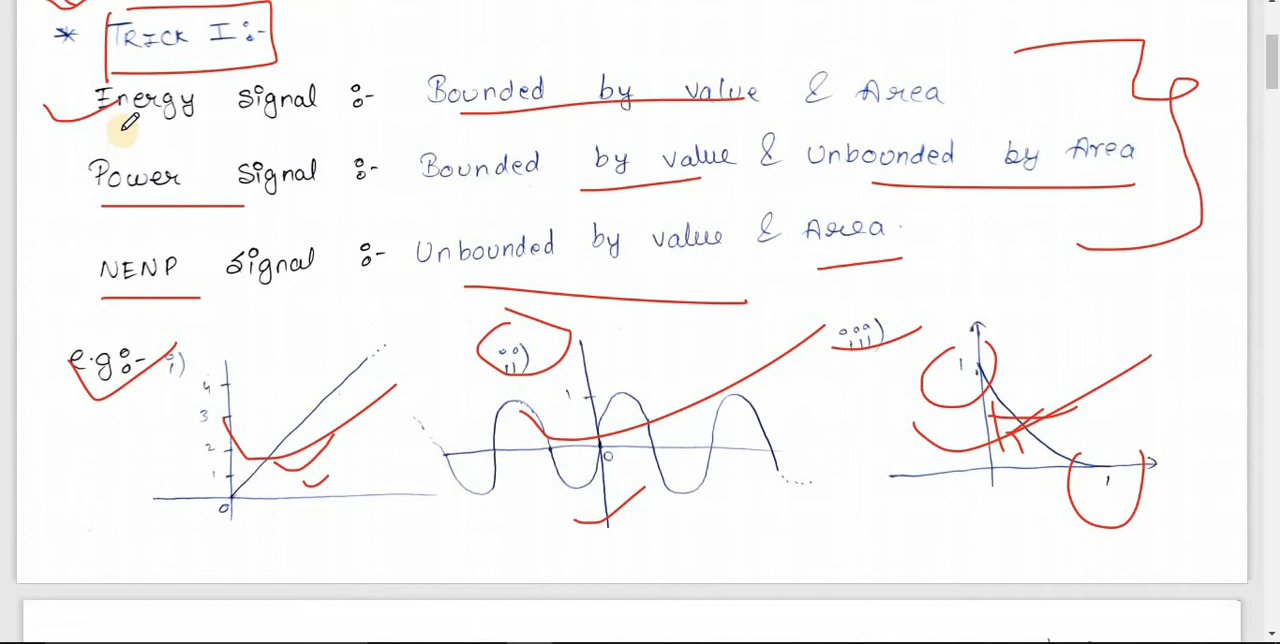 * TRICK I :-
Energy signal :- Bounded by value & Area
Power signal :- Bounded by value & Unbounded by Area
NENP signal :- Unbounded by value & Area.
e.g :- i) ii) iii)
4
3
2
1
0
1
0
1
1